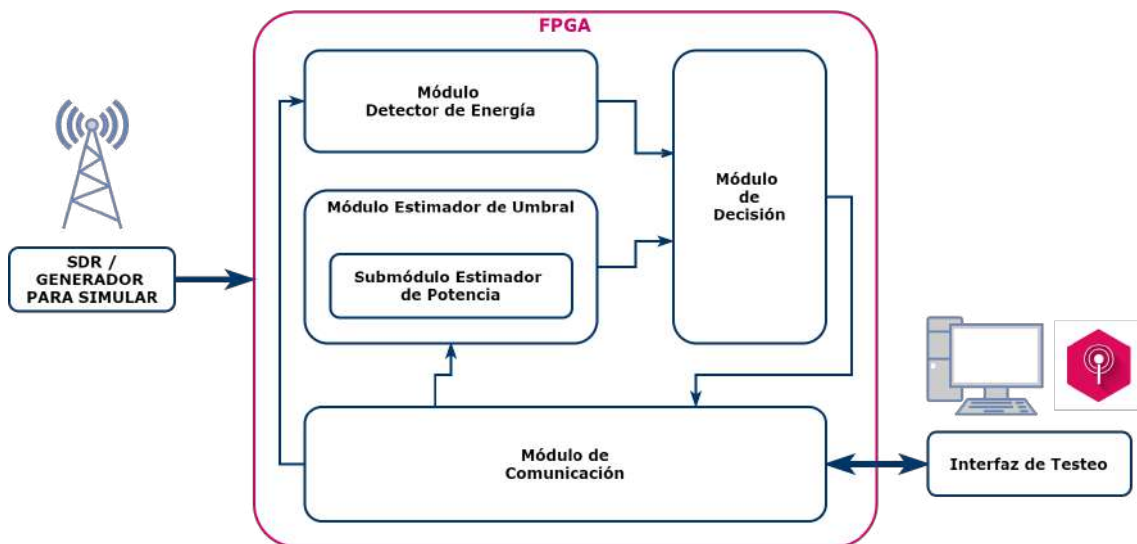 FPGA
Módulo
Detector de Energía
Módulo Estimador de Umbral
Submódulo Estimador
de Potencia
Módulo
de
Decisión
SDR /
GENERADOR
PARA SIMULAR
Módulo de
Comunicación
Interfaz de Testeo